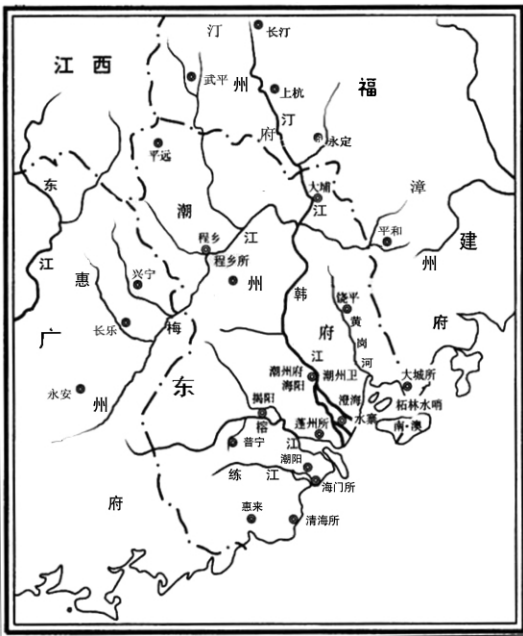 汀
长汀
江西
武平
州
上杭
福
汀
府
永定
平远
东
大埔
漳
潮
江
江
程乡
程乡所
平和
建
州
江
惠
兴宁
州
韩
饶平
黄
岗
河
广
长乐
梅
府
府
江
潮州府
海阳
潮州卫
大城所
东
永安
州
揭阳
澄海
柘林水哨
榕
蓬州所
水寨
南·澳
普宁
江
潮阳
练江
海门所
府
惠来
清海所